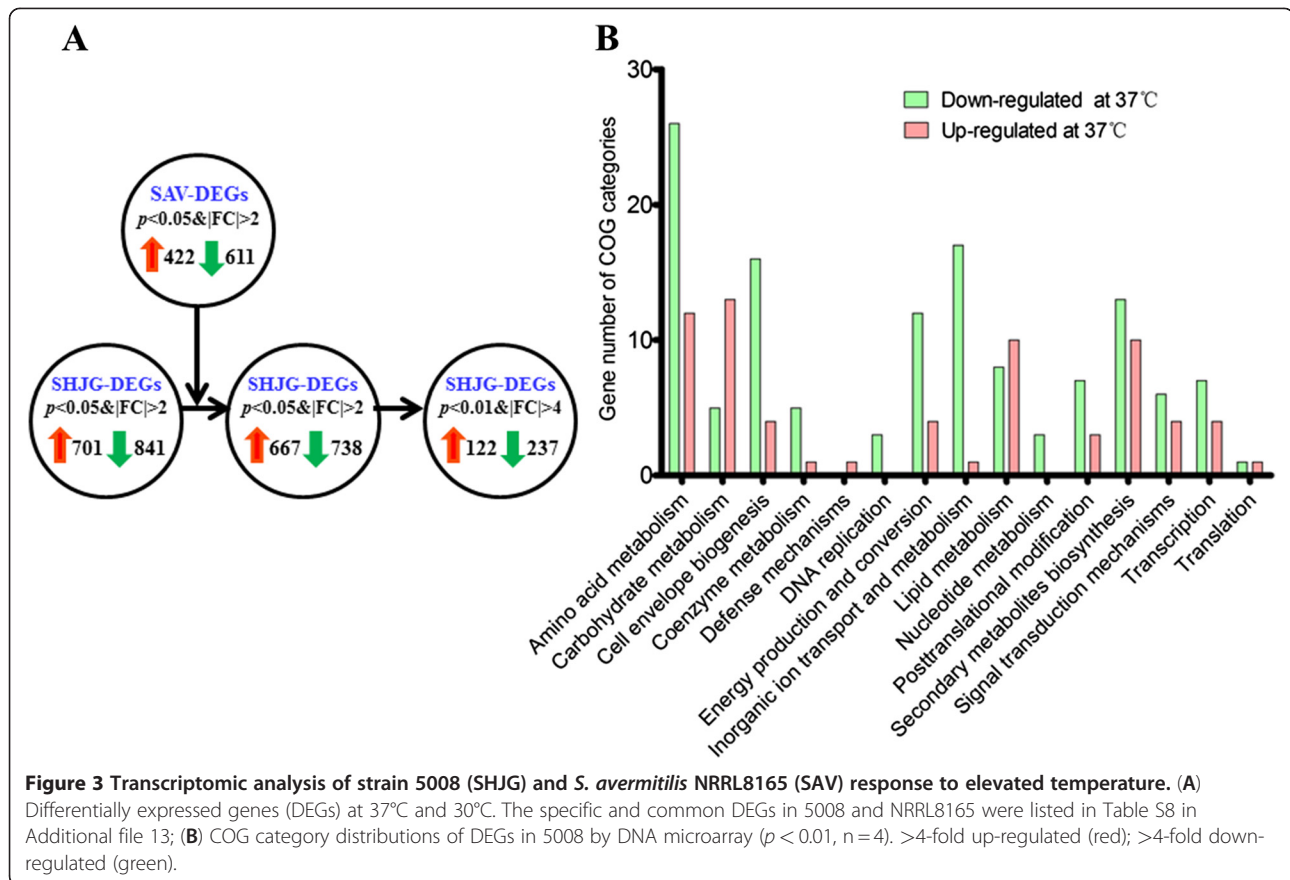 A
SAV-DEGs
p<0.05&|FC|>2
422 611
SHJG-DEGs
p<0.05&|FC|>2
701 841
SHJG-DEGs
p<0.05&|FC|>2
667 738
SHJG-DEGs
p<0.01&|FC|>4
122 237
B
30
20
10
0
Gene number of COG categories
Down-regulated at 37℃
Up-regulated at 37℃
Amino acid metabolism
Carbohydrate metabolism
Cell envelope biogenesis
Coenzyme metabolism
Defense mechanisms
DNA replication
Energy production and conversion
Inorganic ion transport and metabolism
Lipid metabolism
Nucleotide metabolism
Posttranslational modification
Secondary metabolites biosynthesis
Signal transduction mechanisms
Transcription
Translation
Figure 3 Transcriptomic analysis of strain 5008 (SHJG) and S. avermitilis NRRL8165 (SAV) response to elevated temperature. (A)
Differentially expressed genes (DEGs) at 37°C and 30°C. The specific and common DEGs in 5008 and NRRL8165 were listed in Table S8 in
Additional file 13; (B) COG category distributions of DEGs in 5008 by DNA microarray (p < 0.01, n = 4). >4-fold up-regulated (red); >4-fold down-
regulated (green).